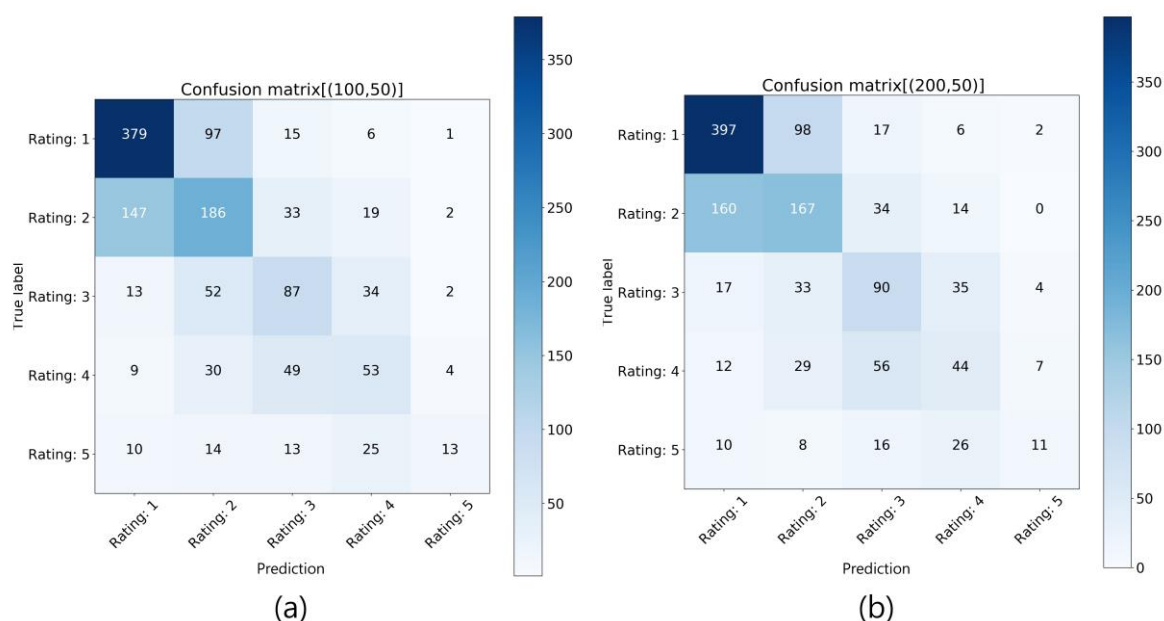 Confusion matrix[(100,50)]
True label
Rating: 1 379 97 15 6 1
Rating: 2 147 186 33 19 2
Rating: 3 13 52 87 34 2
Rating: 4 9 30 49 53 4
Rating: 5 10 14 13 25 13
Rating: 1 Rating: 2 Rating: 3 Rating: 4 Rating: 5
Prediction
350
300
250
200
150
100
50
(a)
Confusion matrix[(200,50)]
True label
Rating: 1 397 98 17 6 2
Rating: 2 160 167 34 14 0
Rating: 3 17 33 90 35 4
Rating: 4 12 29 56 44 7
Rating: 5 10 8 16 26 11
Rating: 1 Rating: 2 Rating: 3 Rating: 4 Rating: 5
Prediction
350
300
250
200
150
100
50
0
(b)